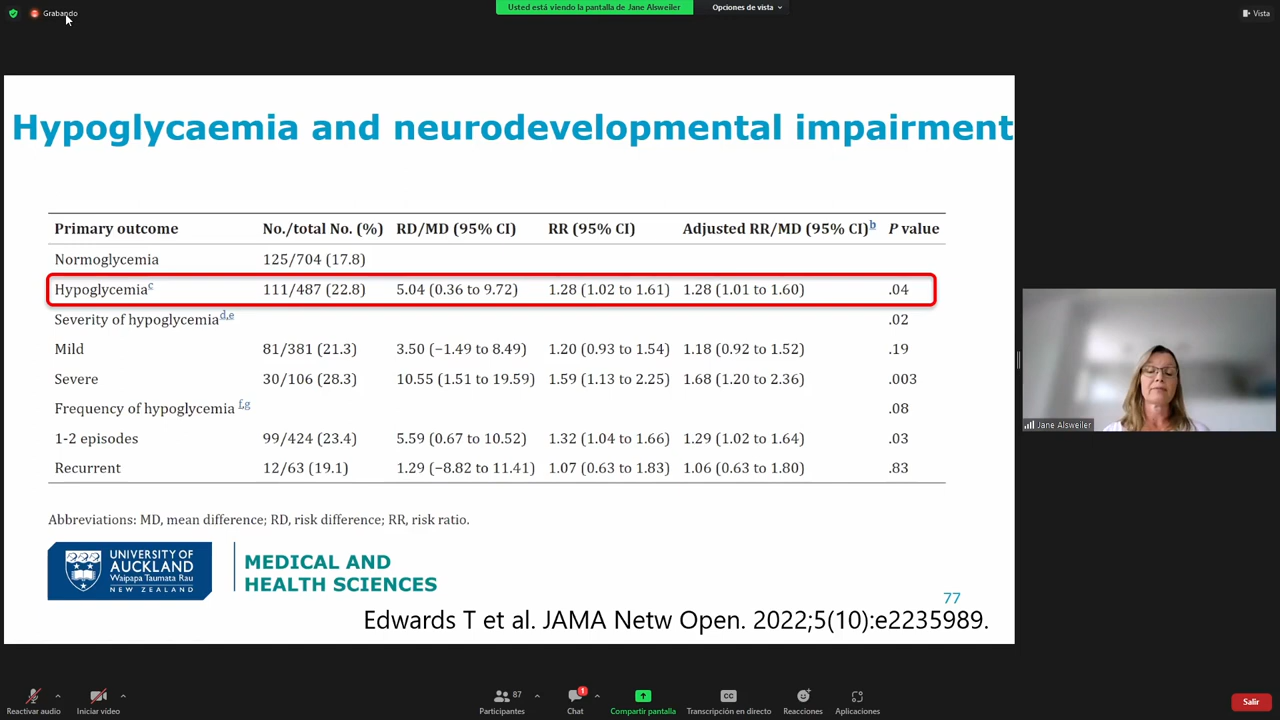 Grabando
Usted está viendo la pantalla de Jane Alsweiler
Opciones de vista
Vista
Hypoglycaemia and neurodevelopmental impairment
Primary outcome No./total No. (%) RD/MD (95% CI) RR (95% CI) Adjusted RR/MD (95% CI)b P value
Normoglycemia 125/704 (17.8)
Hypoglycemiac 111/487 (22.8) 5.04 (0.36 to 9.72) 1.28 (1.02 to 1.61) 1.28 (1.01 to 1.60) .04
Severity of hypoglycemiad,e .02
Mild 81/381 (21.3) 3.50 (−1.49 to 8.49) 1.20 (0.93 to 1.54) 1.18 (0.92 to 1.52) .19
Severe 30/106 (28.3) 10.55 (1.51 to 19.59) 1.59 (1.13 to 2.25) 1.68 (1.20 to 2.36) .003
Frequency of hypoglycemia f,g .08
1-2 episodes 99/424 (23.4) 5.59 (0.67 to 10.52) 1.32 (1.04 to 1.66) 1.29 (1.02 to 1.64) .03
Recurrent 12/63 (19.1) 1.29 (−8.82 to 11.41) 1.07 (0.63 to 1.83) 1.06 (0.63 to 1.80) .83
Abbreviations: MD, mean difference; RD, risk difference; RR, risk ratio.
UNIVERSITY OF
AUCKLAND
Waipapa Taumata Rau
NEW ZEALAND
MEDICAL AND
HEALTH SCIENCES
77
Edwards T et al. JAMA Netw Open. 2022;5(10):e2235989.
Jane Alsweiler
Reactivar audio
Iniciar video
87
Participantes
1
Chat
Compartir pantalla
CC
Transcripción en directo
Reacciones
Aplicaciones
Salir